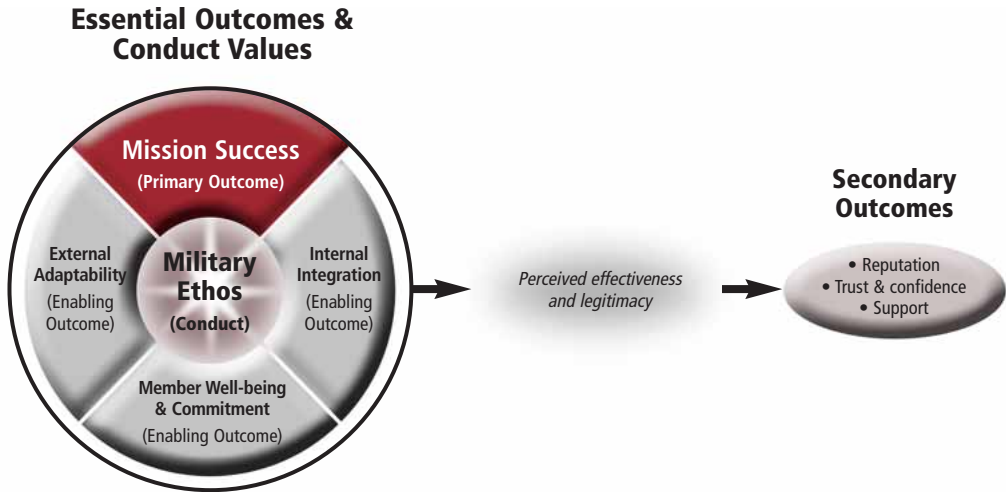 Essential Outcomes &
Conduct Values
Mission Success
(Primary Outcome)
External
Adaptability
(Enabling
Outcome)
Military
Ethos
(Conduct)
Internal
Integration
(Enabling
Outcome)
Member Well-being
& Commitment
(Enabling Outcome)
Perceived effectiveness
and legitimacy
Secondary
Outcomes
• Reputation
• Trust & confidence
• Support